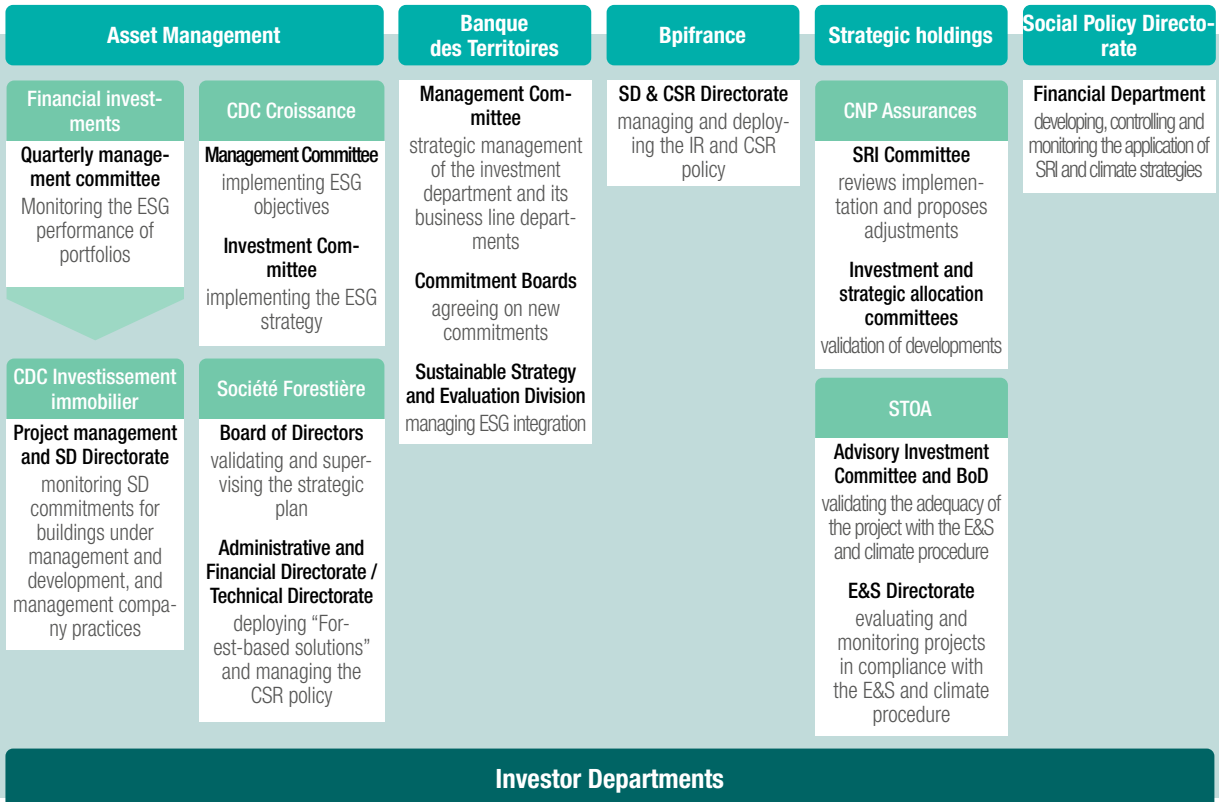 Asset Management
Financial invest-
ments
Quarterly manage-
ment committee
Monitoring the ESG
performance of
portfolios
CDC Investissement
immobilier
Project management
and SD Directorate
monitoring SD
commitments for
buildings under
management and
development, and
management compa-
ny practices
CDC Croissance
Management Committee
implementing ESG
objectives
Investment Com-
mittee
implementing the ESG
strategy
Société Forestière
Board of Directors
validating and super-
vising the strategic
plan
Administrative and
Financial Directorate /
Technical Directorate
deploying “For-
est-based solutions”
and managing the
CSR policy
Banque
des Territoires
Management Com-
mittee
strategic management
of the investment
department and its
business line depart-
ments
Commitment Boards
agreeing on new
commitments
Sustainable Strategy
and Evaluation Division
managing ESG integration
Bpifrance
SD & CSR Directorate
managing and deploy-
ing the IR and CSR
policy
Strategic holdings
CNP Assurances
SRI Committee
reviews implemen-
tation and proposes
adjustments
Investment and
strategic allocation
committees
validation of developments
STOA
Advisory Investment
Committee and BoD
validating the adequacy of
the project with the E&S
and climate procedure
E&S Directorate
evaluating and
monitoring projects
in compliance with
the E&S and climate
procedure
Social Policy Directo-
rate
Financial Department
developing, controlling and
monitoring the application of
SRI and climate strategies
Investor Departments